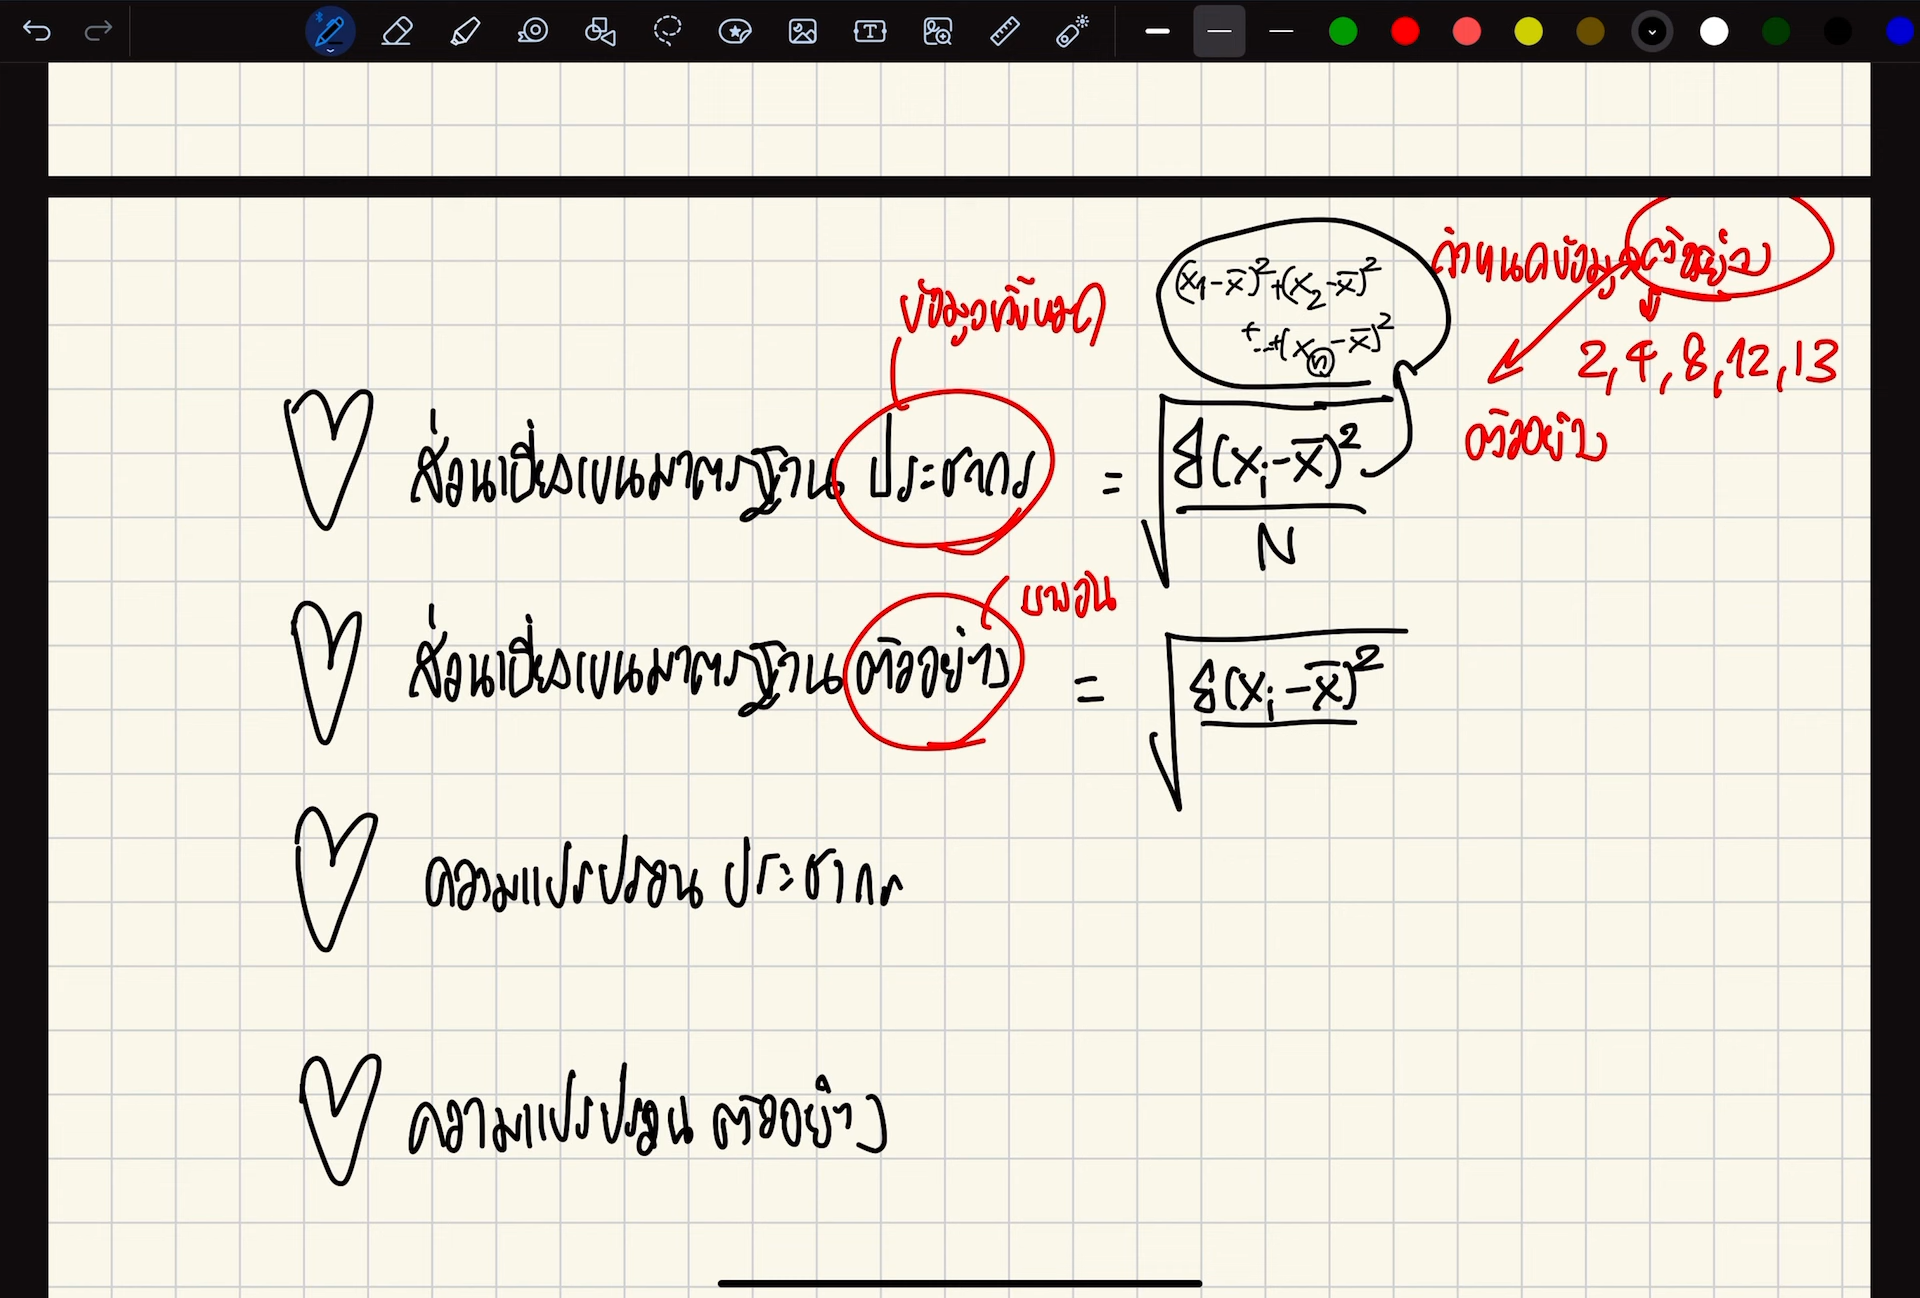 กำหนดข้อมูลตัวอย่าง
(x₁-x̄)²+(x₂-x̄)²
+...+(xₙ-x̄)²
ข้อมูลทั้งหมด
2,4,8,12,13
ตัวอย่าง
ส่วนเบี่ยงเบนมาตรฐาน ประชากร = √(Σ(xᵢ-x̄)²/N)
บางส่วน
ส่วนเบี่ยงเบนมาตรฐาน ตัวอย่าง = √Σ(xᵢ-x̄)²
ความแปรปรวน ประชากร
ความแปรปรวน ตัวอย่าง